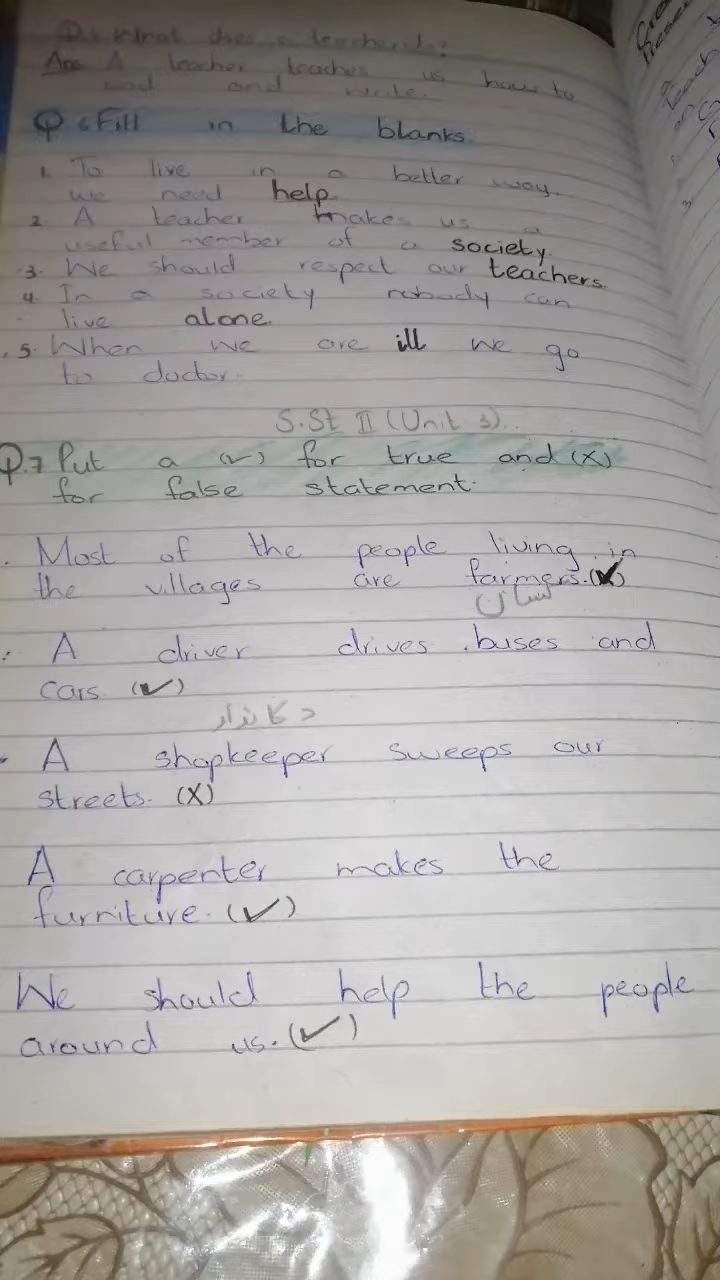 Q5 What does a teacher do?
Ans A teacher teaches us how to
read and write.
Q6 Fill in the blanks.
1. To live in a better way.
we need help.
2. A teacher makes us a
useful member of a society.
3. We should respect our teachers.
4. In a society nobody can
live alone.
5. When we are ill we go
to doctor.
S.St II (Unit 3)..
Q.7 Put a (✓) for true and (X)
for false statement.
Most of the people living in
the villages are farmers.(✔)
کسان
A driver drives buses and
cars. (✓)
دکاندار
A shopkeeper sweeps our
streets. (X)
A carpenter makes the
furniture. (✓)
We should help the people
around us. (✓)